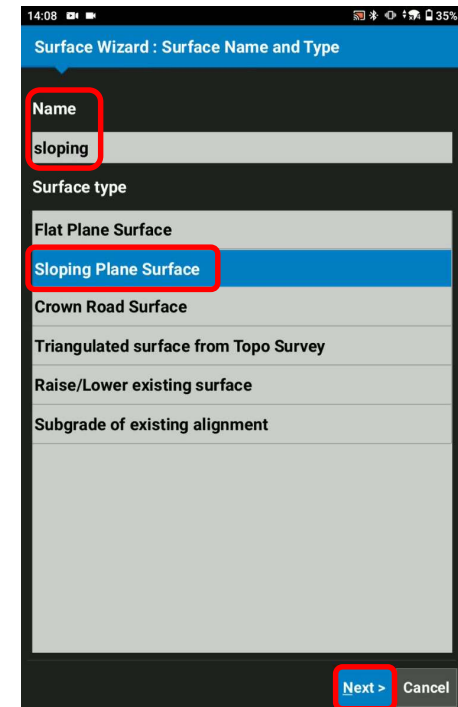 14:08 35%
Surface Wizard : Surface Name and Type
Name
sloping
Surface type
Flat Plane Surface
Sloping Plane Surface
Crown Road Surface
Triangulated surface from Topo Survey
Raise/Lower existing surface
Subgrade of existing alignment
Next > Cancel